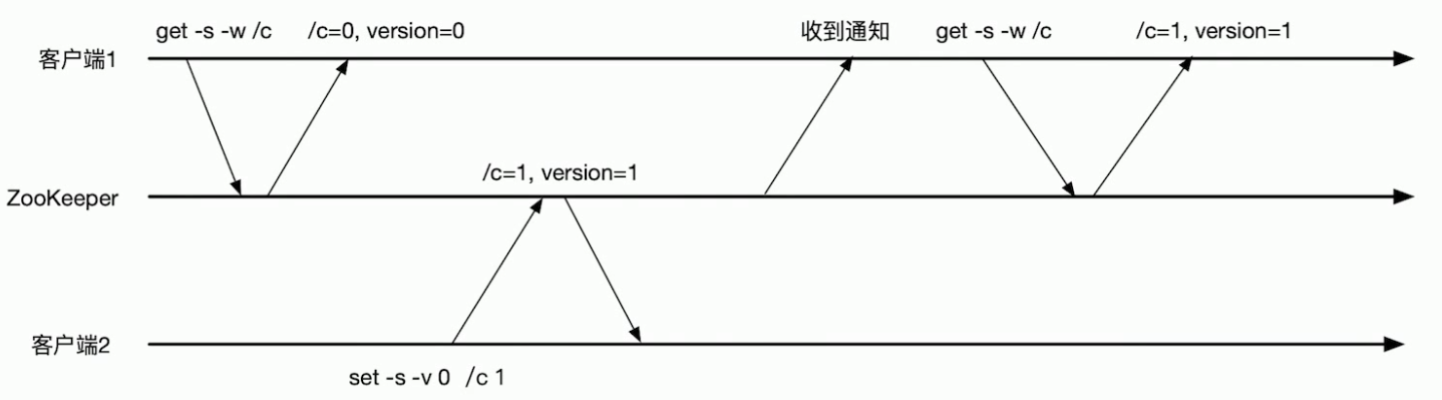 get -s -w /c /c=0, version=0 收到通知 get -s -w /c /c=1, version=1
客户端1
/c=1, version=1
ZooKeeper
客户端2
set -s -v 0 /c 1